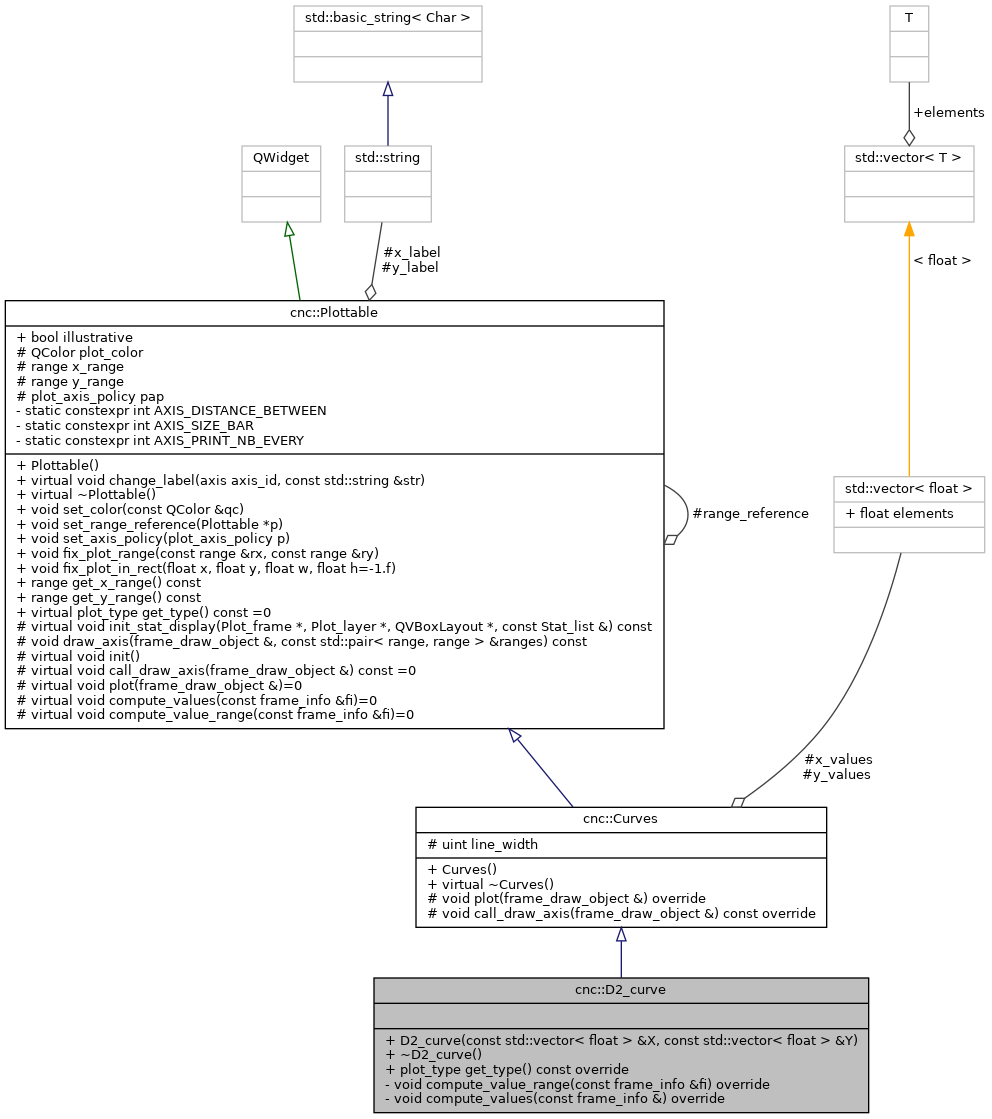 std::basic_string< Char >
T
+elements
QWidget
std::string
std::vector< T >
#x_label
#y_label
< float >
cnc::Plottable
+ bool illustrative
# QColor plot_color
# range x_range
# range y_range
# plot_axis_policy pap
- static constexpr int AXIS_DISTANCE_BETWEEN
- static constexpr int AXIS_SIZE_BAR
- static constexpr int AXIS_PRINT_NB_EVERY
+ Plottable()
+ virtual void change_label(axis axis_id, const std::string &str)
+ virtual ~Plottable()
+ void set_color(const QColor &qc)
+ void set_range_reference(Plottable *p)
+ void set_axis_policy(plot_axis_policy p)
+ void fix_plot_range(const range &rx, const range &ry)
+ void fix_plot_in_rect(float x, float y, float w, float h=-1.f)
+ range get_x_range() const
+ range get_y_range() const
+ virtual plot_type get_type() const =0
# virtual void init_stat_display(Plot_frame *, Plot_layer *, QVBoxLayout *, const Stat_list &) const
# void draw_axis(frame_draw_object &, const std::pair< range, range > &ranges) const
# virtual void init()
# virtual void call_draw_axis(frame_draw_object &) const =0
# virtual void plot(frame_draw_object &)=0
# virtual void compute_values(const frame_info &fi)=0
# virtual void compute_value_range(const frame_info &fi)=0
#range_reference
std::vector< float >
+ float elements
#x_values
#y_values
cnc::Curves
# uint line_width
+ Curves()
+ virtual ~Curves()
# void plot(frame_draw_object &) override
# void call_draw_axis(frame_draw_object &) const override
cnc::D2_curve
+ D2_curve(const std::vector< float > &X, const std::vector< float > &Y)
+ ~D2_curve()
+ plot_type get_type() const override
- void compute_value_range(const frame_info &fi) override
- void compute_values(const frame_info &) override